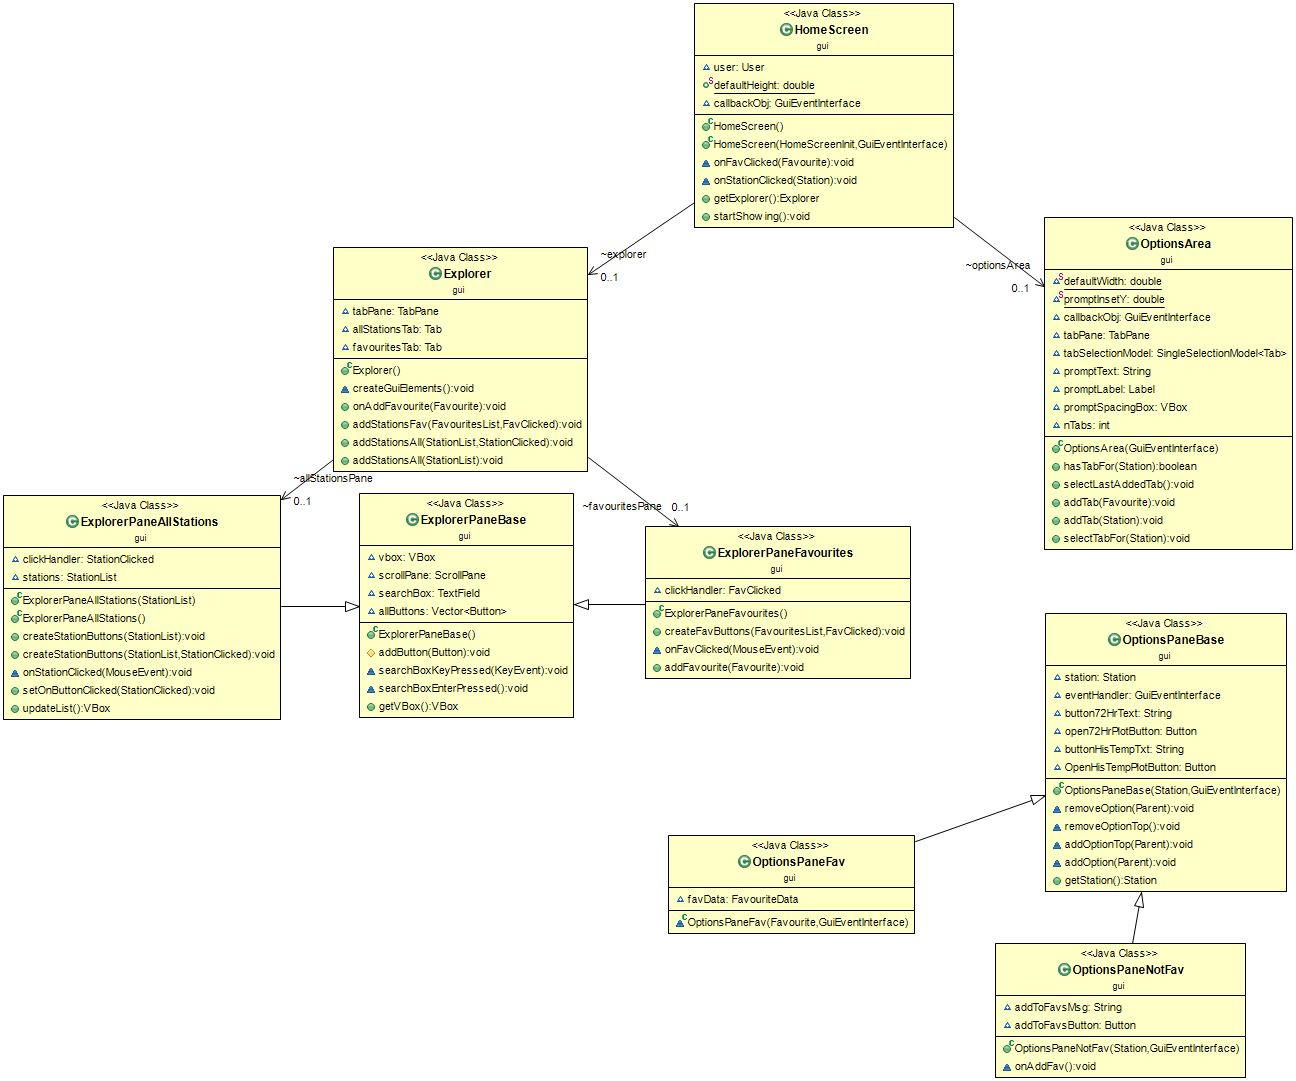 <<Java Class>>
HomeScreen
gui
user: User
defaultHeight: double
callbackObj: GuiEventInterface
HomeScreen()
HomeScreen(HomeScreenInit,GuiEventInterface)
onFavClicked(Favourite):void
onStationClicked(Station):void
getExplorer():Explorer
startShowing():void
~explorer
0..1
~optionsArea
0..1
<<Java Class>>
Explorer
gui
tabPane: TabPane
allStationsTab: Tab
favouritesTab: Tab
Explorer()
createGuiElements():void
onAddFavourite(Favourite):void
addStationsFav(FavouritesList,FavClicked):void
addStationsAll(StationList,StationClicked):void
addStationsAll(StationList):void
<<Java Class>>
OptionsArea
gui
defaultWidth: double
promptInsetY: double
callbackObj: GuiEventInterface
tabPane: TabPane
tabSelectionModel: SingleSelectionModel<Tab>
promptText: String
promptLabel: Label
promptSpacingBox: VBox
nTabs: int
OptionsArea(GuiEventInterface)
hasTabFor(Station):boolean
selectLastAddedTab():void
addTab(Favourite):void
addTab(Station):void
selectTabFor(Station):void
~allStationsPane
0..1
~favouritesPane
0..1
<<Java Class>>
ExplorerPaneAllStations
gui
clickHandler: StationClicked
stations: StationList
ExplorerPaneAllStations(StationList)
ExplorerPaneAllStations()
createStationButtons(StationList):void
createStationButtons(StationList,StationClicked):void
onStationClicked(MouseEvent):void
setOnButtonClicked(StationClicked):void
updateList():VBox
<<Java Class>>
ExplorerPaneBase
gui
vbox: VBox
scrollPane: ScrollPane
searchBox: TextField
allButtons: Vector<Button>
ExplorerPaneBase()
addButton(Button):void
searchBoxKeyPressed(KeyEvent):void
searchBoxEnterPressed():void
getVBox():VBox
<<Java Class>>
ExplorerPaneFavourites
gui
clickHandler: FavClicked
ExplorerPaneFavourites()
createFavButtons(FavouritesList,FavClicked):void
onFavClicked(MouseEvent):void
addFavourite(Favourite):void
<<Java Class>>
OptionsPaneBase
gui
station: Station
eventHandler: GuiEventInterface
button72HrText: String
open72HrPlotButton: Button
buttonHisTempTxt: String
OpenHisTempPlotButton: Button
OptionsPaneBase(Station,GuiEventInterface)
removeOption(Parent):void
removeOptionTop():void
addOptionTop(Parent):void
addOption(Parent):void
getStation():Station
<<Java Class>>
OptionsPaneFav
gui
favData: FavouriteData
OptionsPaneFav(Favourite,GuiEventInterface)
<<Java Class>>
OptionsPaneNotFav
gui
addToFavsMsg: String
addToFavsButton: Button
OptionsPaneNotFav(Station,GuiEventInterface)
onAddFav():void